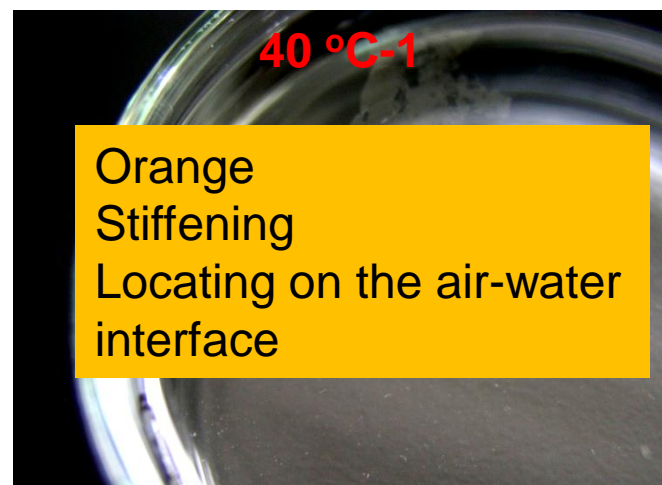 40 ºC-1
Orange
Stiffening
Locating on the air-water
interface